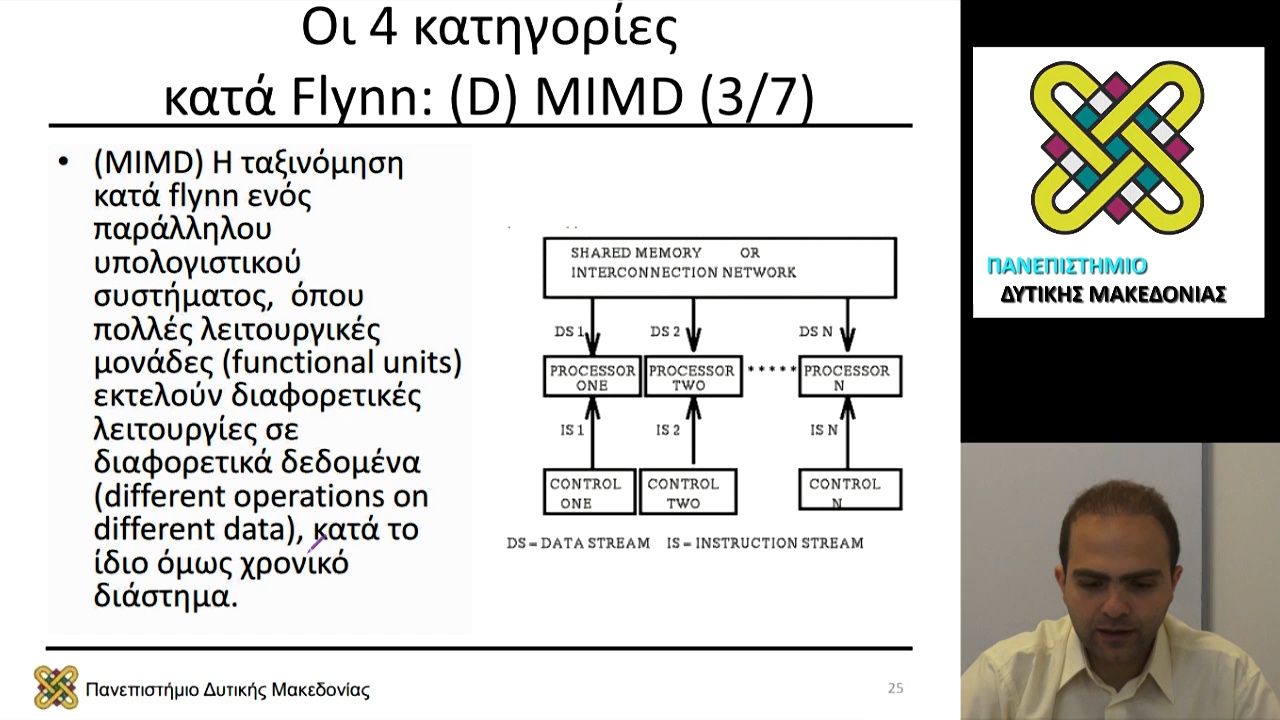 Οι 4 κατηγορίες
κατά Flynn: (D) MIMD (3/7)
• (MIMD) Η ταξινόμηση
κατά flynn ενός
παράλληλου
υπολογιστικού
συστήματος, όπου
πολλές λειτουργικές
μονάδες (functional units)
εκτελούν διαφορετικές
λειτουργίες σε
διαφορετικά δεδομένα
(different operations on
different data), κατά το
ίδιο όμως χρονικό
διάστημα.
SHARED MEMORY OR
INTERCONNECTION NETWORK
DS 1 DS 2 DS N
PROCESSOR ONE PROCESSOR TWO ***** PROCESSOR N
IS 1 IS 2 IS N
CONTROL ONE CONTROL TWO CONTROL N
DS = DATA STREAM IS = INSTRUCTION STREAM
Πανεπιστήμιο Δυτικής Μακεδονίας
25
ΠΑΝΕΠΙΣΤΗΜΙΟ
ΔΥΤΙΚΗΣ ΜΑΚΕΔΟΝΙΑΣ